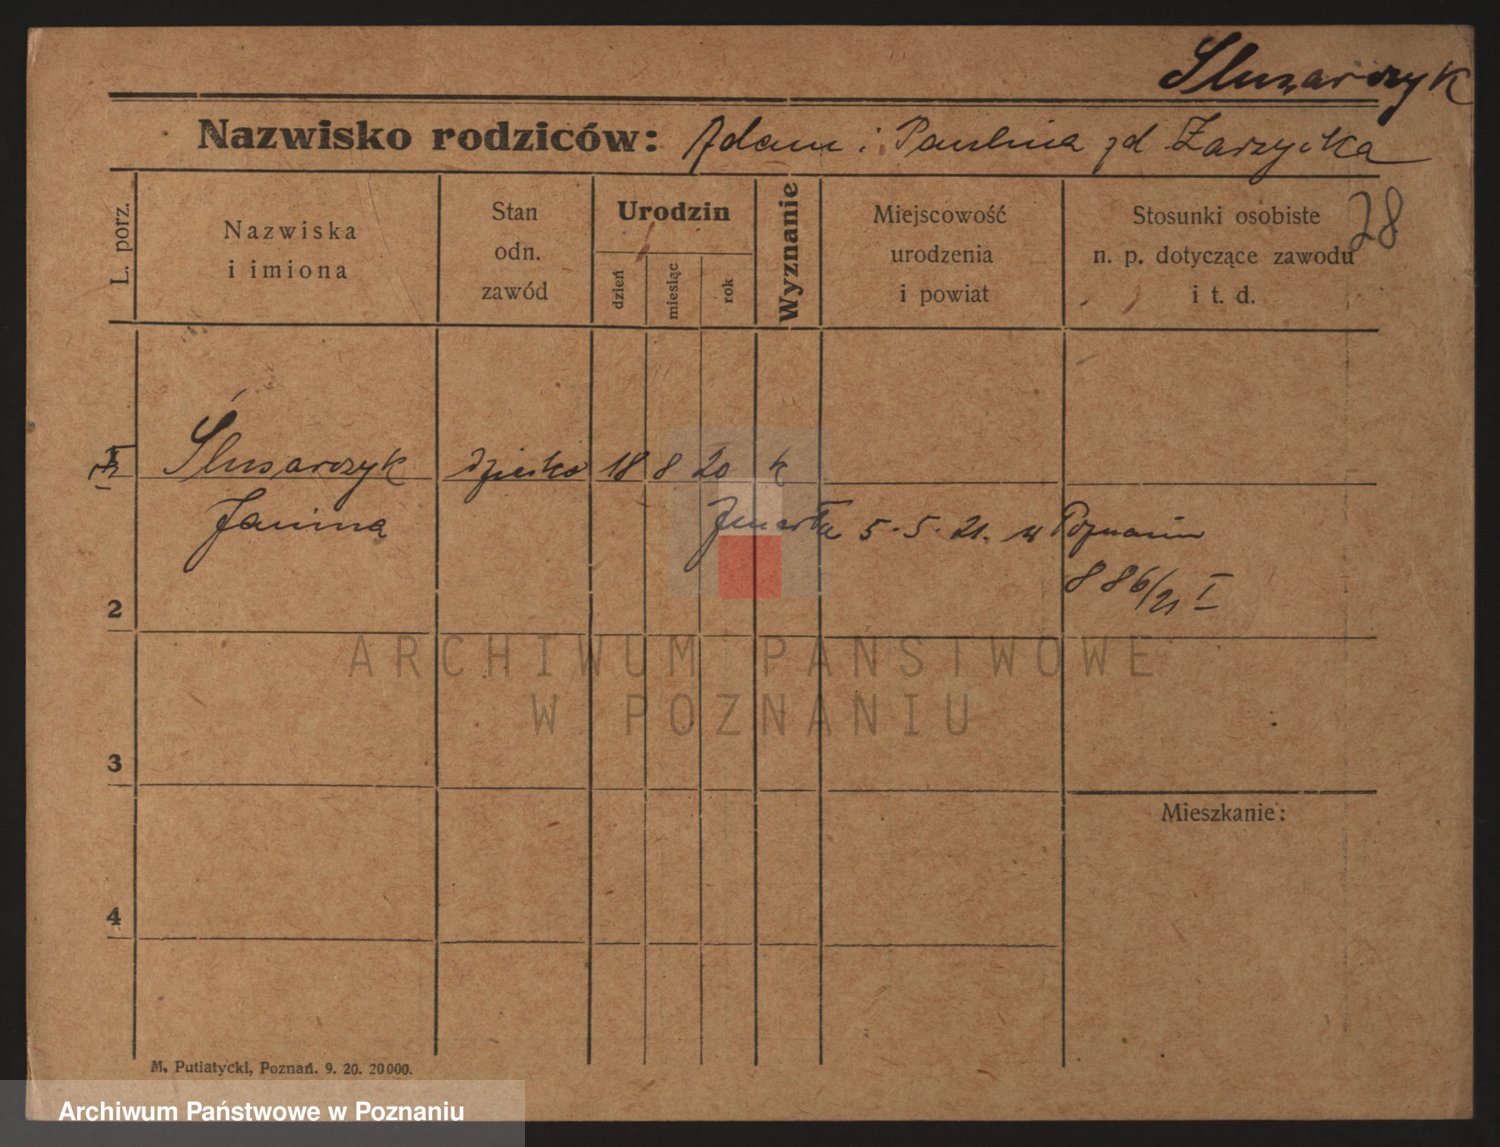 Slusarczyk
Nazwisko rodziców: Adam i Paulina zd Zarzycka
28
L. porz.
Nazwiska
i imiona
Stan
odn.
zawód
Urodzin
dzień
miesiąc
rok
Wyznanie
Miejscowość
urodzenia
i powiat
Stosunki osobiste
n. p. dotyczące zawodu
i t. d.
1 Ślusarczyk dziecko 18 8 20 k
Janina
Zmarła 5.5.21. w Poznaniu
886/21 I
2
ARCHIWUM PAŃSTWOWE
W POZNANIU
3
Mieszkanie:
4
M. Putiatycki, Poznań. 9. 20. 20000.
Archiwum Państwowe w Poznaniu